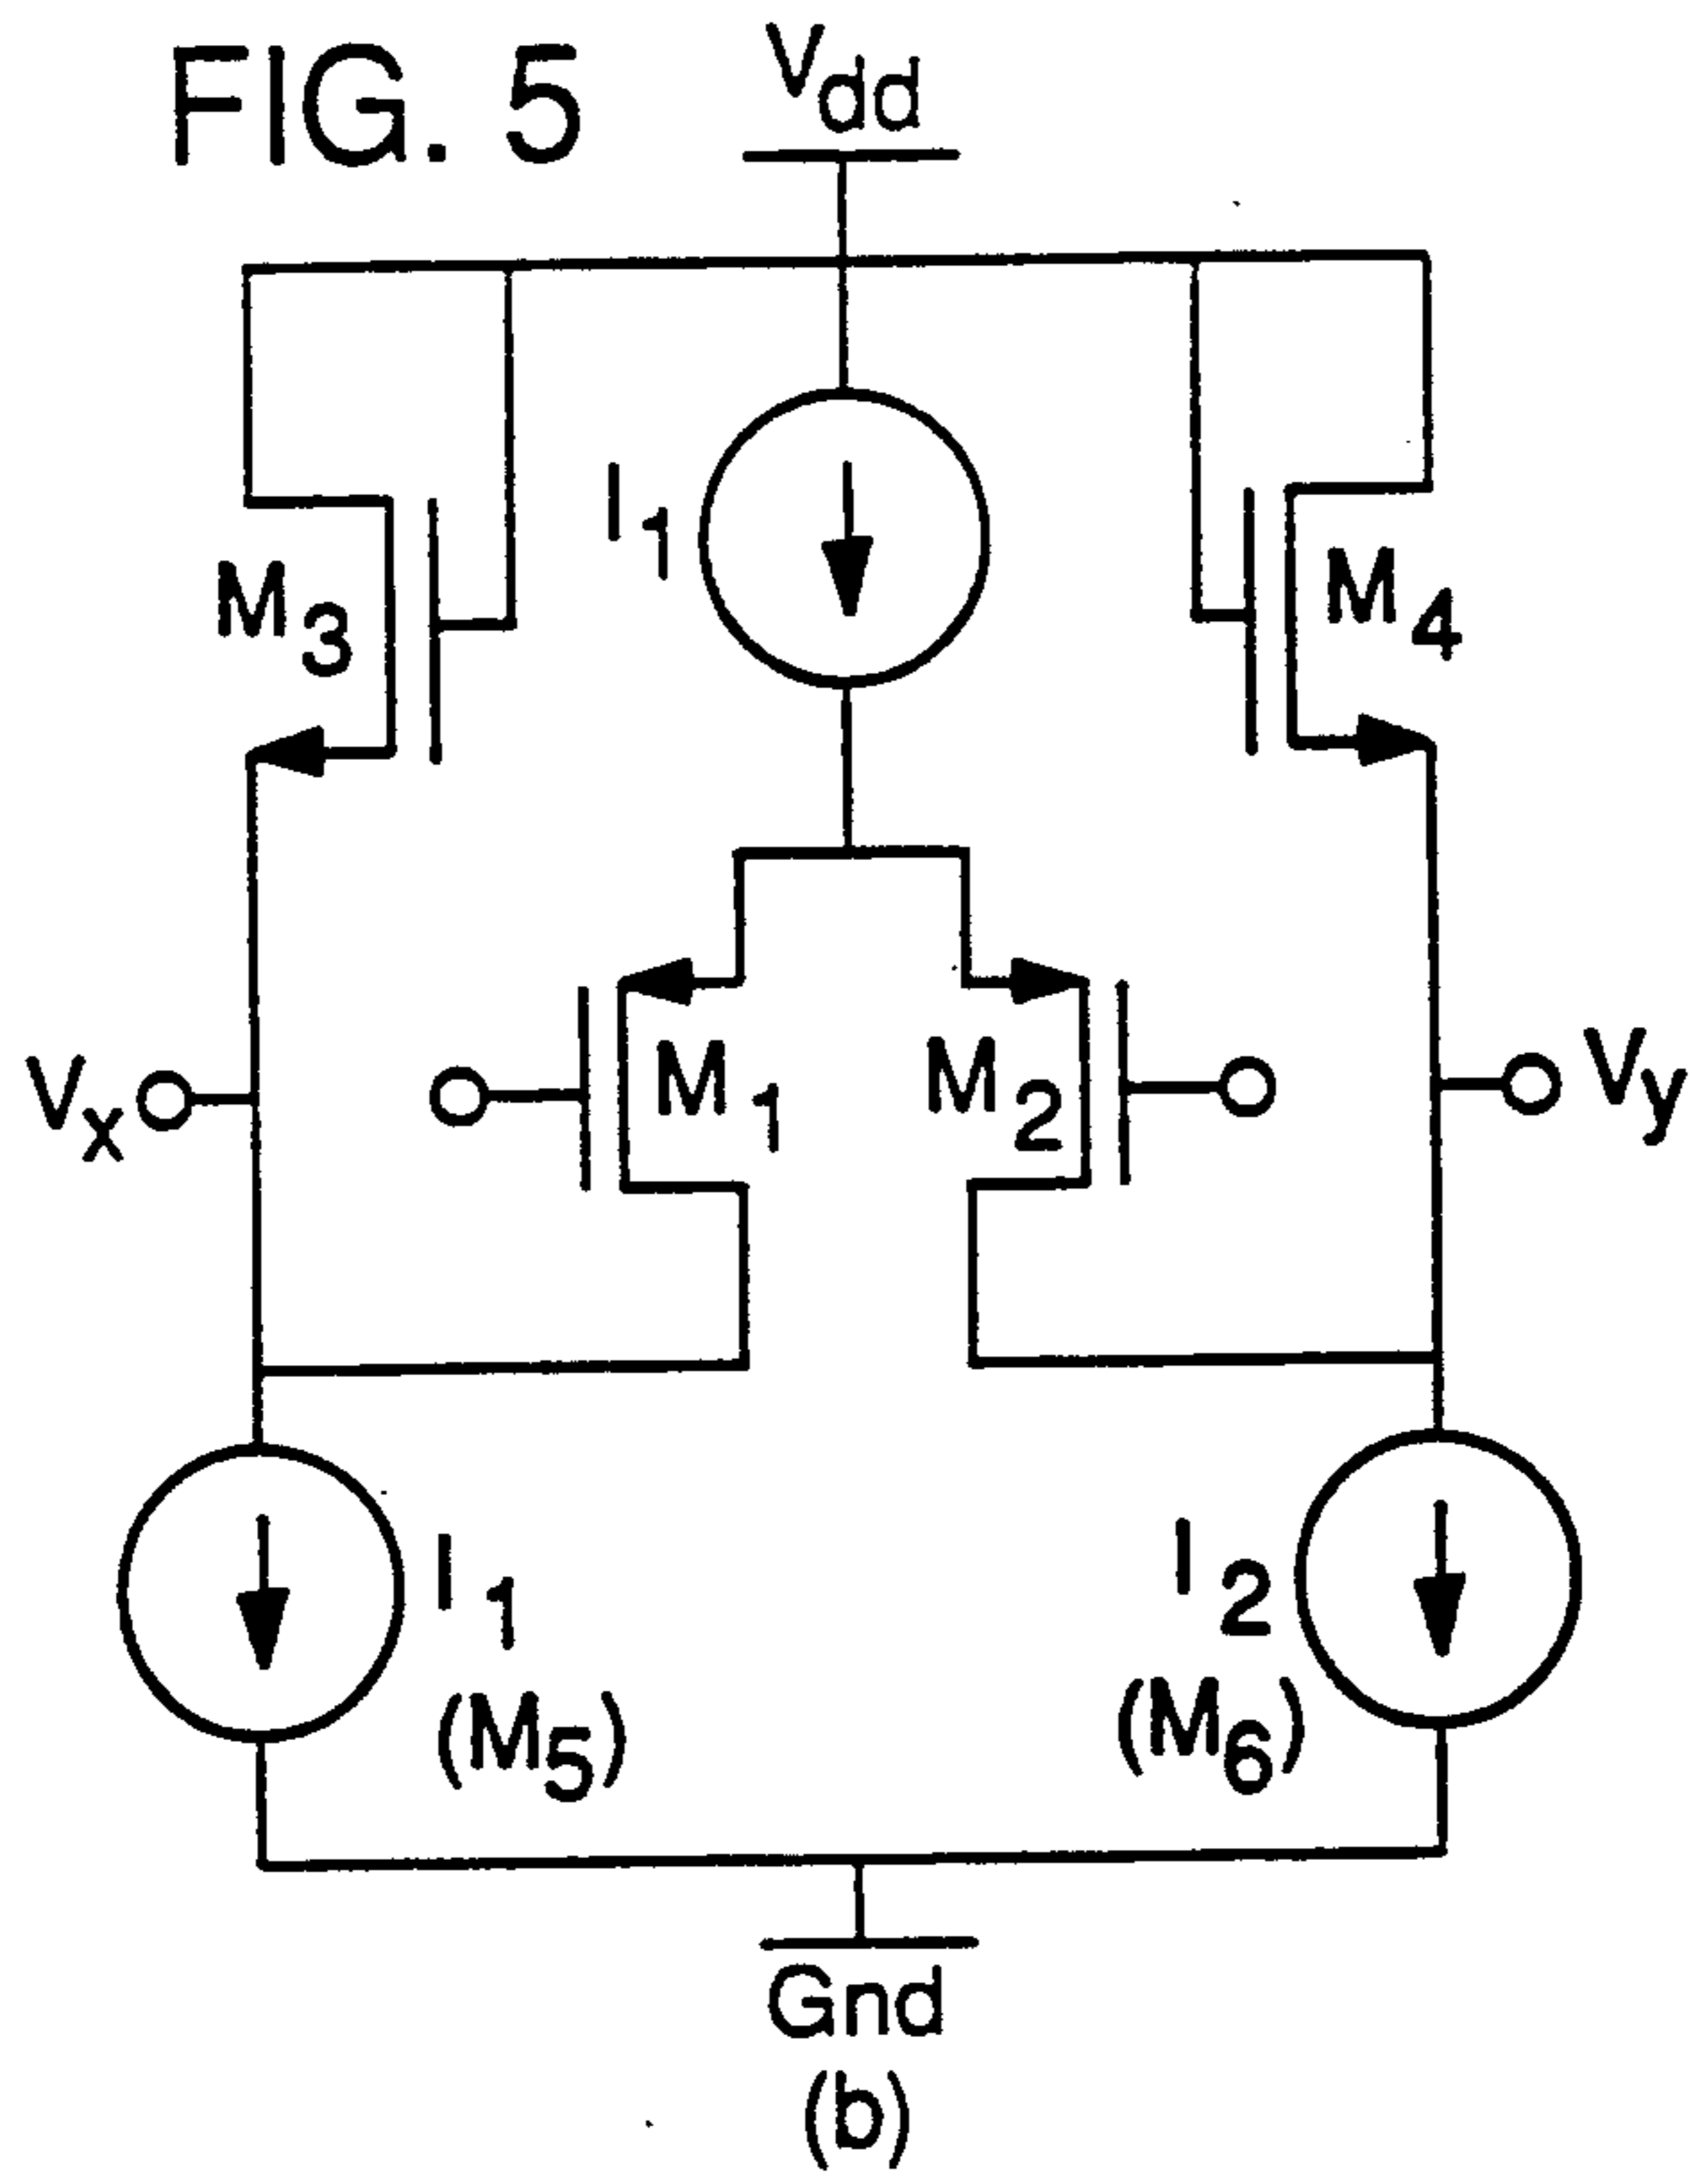 FIG. 5
Vdd
I1
M3
M4
Vx
M1
M2
Vy
I1
(M5)
I2
(M6)
Gnd
(b)